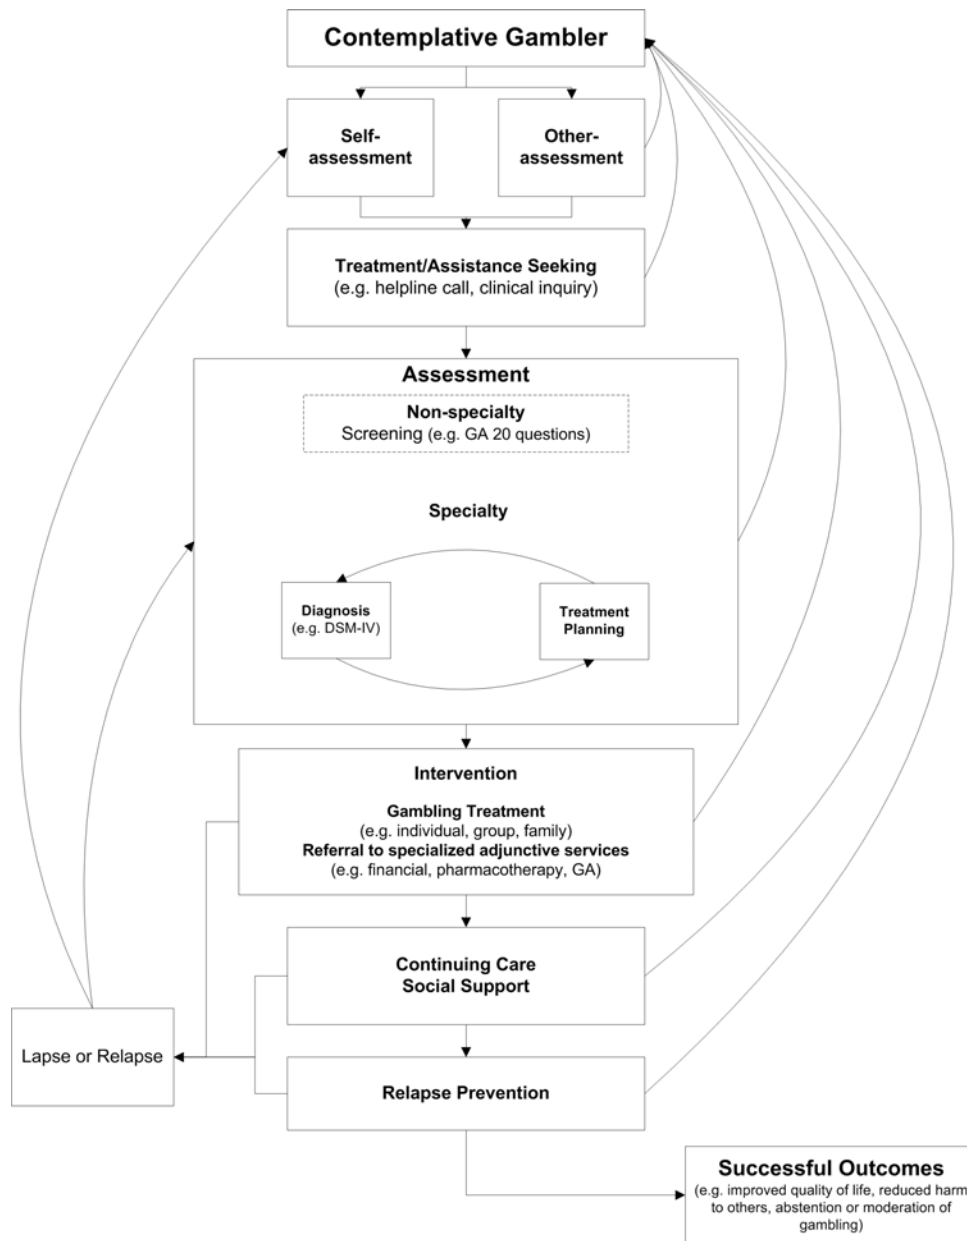 Contemplative Gambler
Self-
assessment
Other-
assessment
Treatment/Assistance Seeking
(e.g. helpline call, clinical inquiry)
Assessment
Non-specialty
Screening (e.g. GA 20 questions)
Specialty
Diagnosis
(e.g. DSM-IV)
Treatment
Planning
Intervention
Gambling Treatment
(e.g. individual, group, family)
Referral to specialized adjunctive services
(e.g. financial, pharmacotherapy, GA)
Continuing Care
Social Support
Lapse or Relapse
Relapse Prevention
Successful Outcomes
(e.g. improved quality of life, reduced harm
to others, abstention or moderation of
gambling)